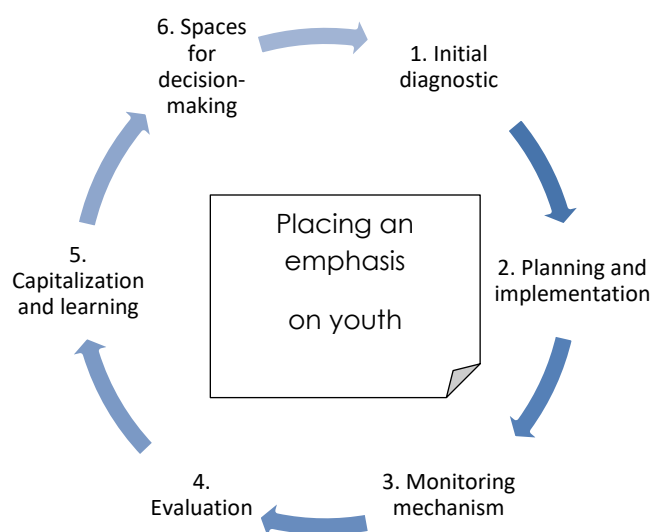 6. Spaces
for
decision-
making
1. Initial
diagnostic
Placing an
emphasis
on youth
2. Planning and
implementation
3. Monitoring
mechanism
4.
Evaluation
5.
Capitalization
and learning